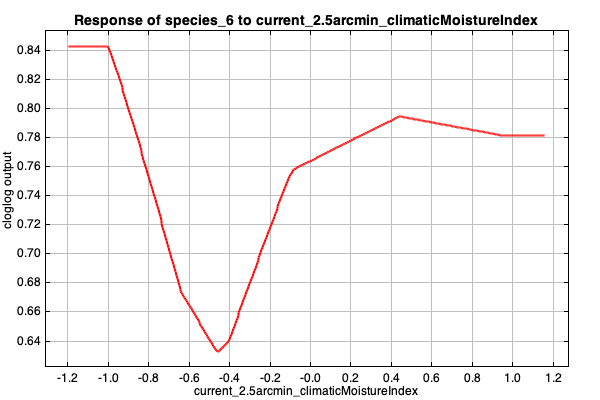 Response of species_6 to current_2.5arcmin_climaticMoistureIndex
cloglog output
0.84
0.82
0.80
0.78
0.76
0.74
0.72
0.70
0.68
0.66
0.64
-1.2 -1.0 -0.8 -0.6 -0.4 -0.2 -0.0 0.2 0.4 0.6 0.8 1.0 1.2
current_2.5arcmin_climaticMoistureIndex